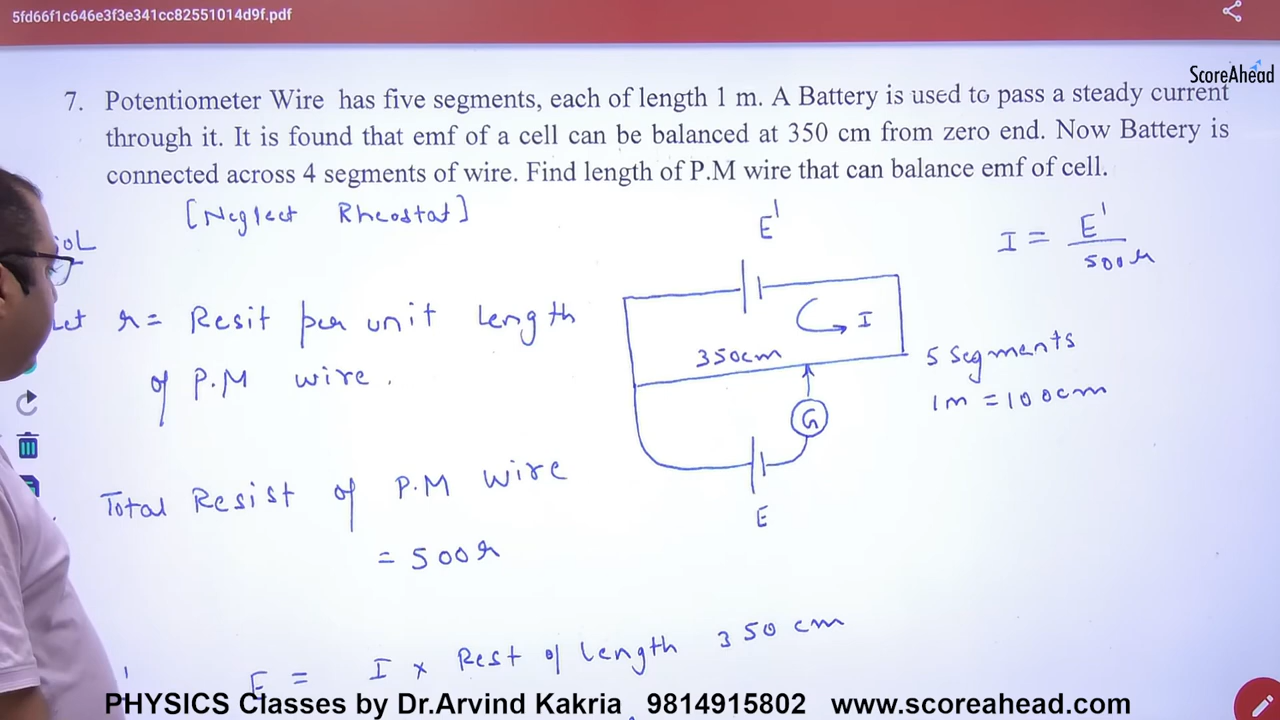 5fd66f1c646e3f3e341cc82551014d9f.pdf
ScoreAhead
7. Potentiometer Wire has five segments, each of length 1 m. A Battery is used to pass a steady current
through it. It is found that emf of a cell can be balanced at 350 cm from zero end. Now Battery is
connected across 4 segments of wire. Find length of P.M wire that can balance emf of cell.
[Neglect Rheostat]
E'
I = E' / 500r
r = Resit per unit length
of P.M wire.
I
350cm
5 segments
1m = 100cm
G
E
Total Resist of P.M wire
= 500r
E = I × Rest of length 350 cm
PHYSICS Classes by Dr.Arvind Kakria 9814915802 www.scoreahead.com